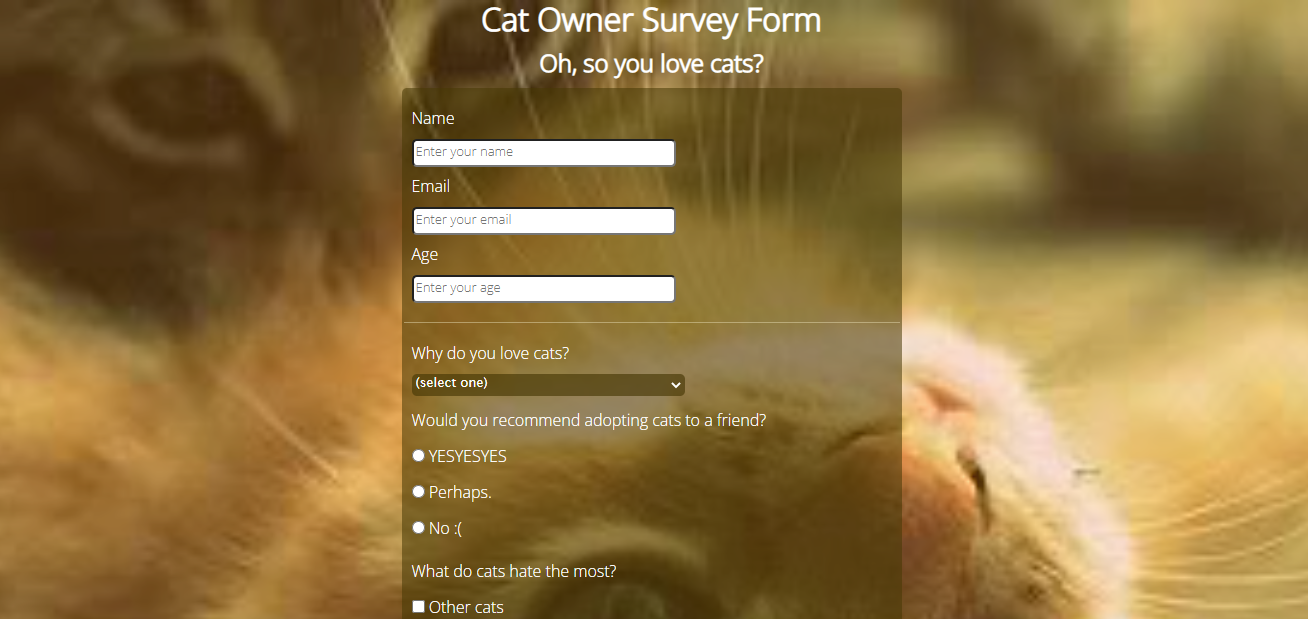 Cat Owner Survey Form
Oh, so you love cats?
Name
Enter your name
Email
Enter your email
Age
Enter your age
Why do you love cats?
(select one)
Would you recommend adopting cats to a friend?
YESYESYES
Perhaps.
No :(
What do cats hate the most?
Other cats